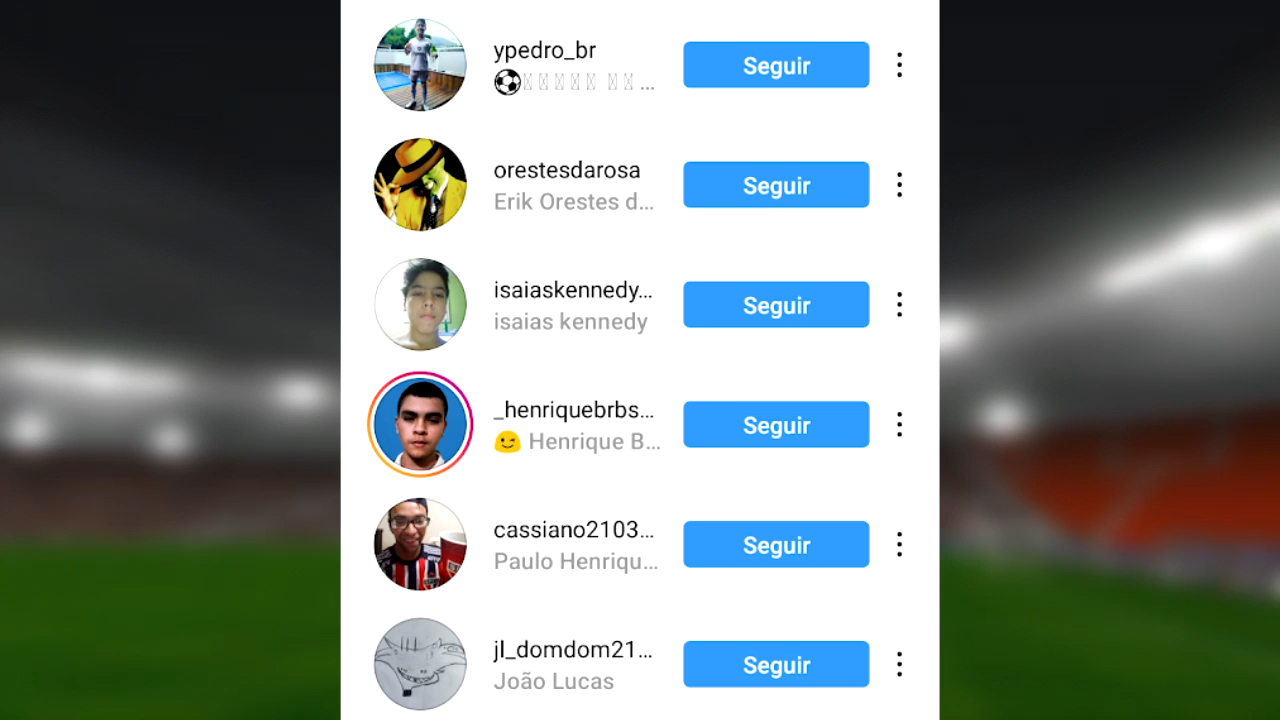 ypedro_br
Seguir
⚽ ...
orestesdarosa
Seguir
Erik Orestes d...
isaiaskennedy...
Seguir
isaias kennedy
_henriquebrbs...
Seguir
😉 Henrique B...
cassiano2103...
Seguir
Paulo Henriqu...
jl_domdom21...
Seguir
João Lucas